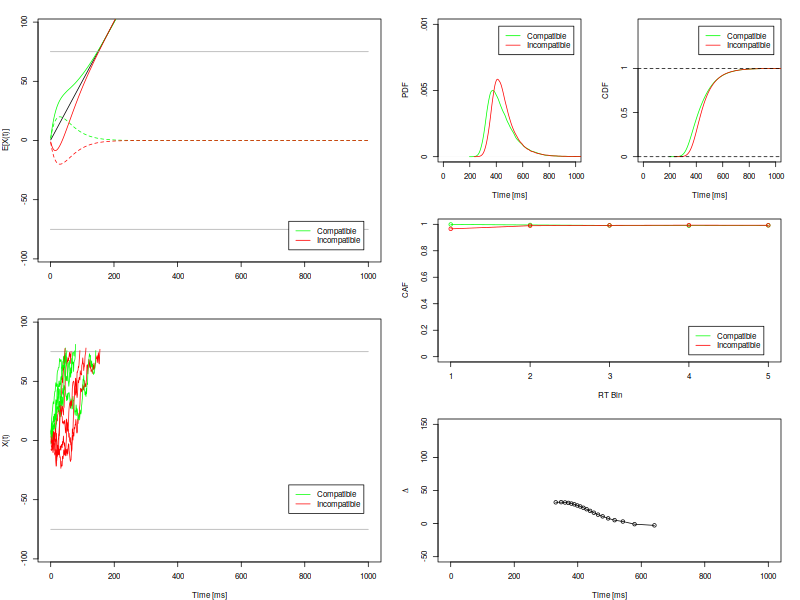 100
50
0
-50
-100
E[X(t)]
0
200
400
600
800
1000
Compatible
Incompatible
100
50
0
-50
-100
X(t)
0
200
400
600
800
1000
Time [ms]
Compatible
Incompatible
.001
.005
0
PDF
0
200
400
600
800
1000
Time [ms]
Compatible
Incompatible
1
0.5
0
CDF
0
200
400
600
800
1000
Time [ms]
Compatible
Incompatible
1
0.8
0.6
0.4
0.2
0
CAF
1
2
3
4
5
RT Bin
Compatible
Incompatible
150
100
50
0
-50
Δ
0
200
400
600
800
1000
Time [ms]